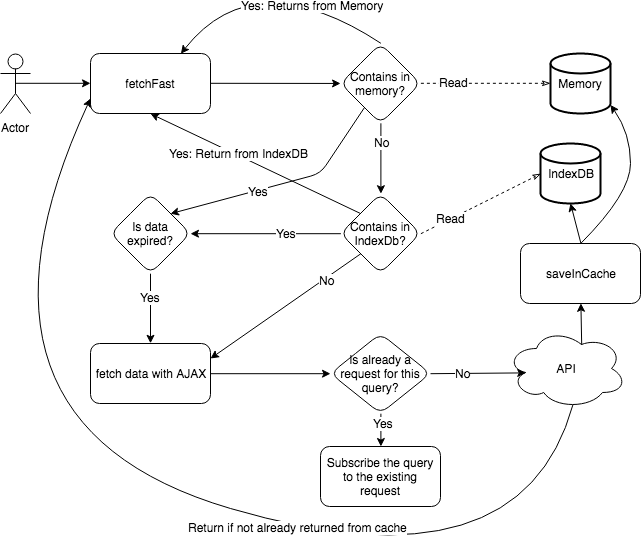 Yes: Returns from Memory
fetchFast
Contains in
memory?
Read
Memory
Actor
No
Yes: Return from IndexDB
IndexDB
Yes
Is data
expired?
Yes
Contains in
IndexDb?
Read
saveInCache
No
Yes
fetch data with AJAX
Is already a
request for this
query?
No
API
Yes
Subscribe the query
to the existing
request
Return if not already returned from cache